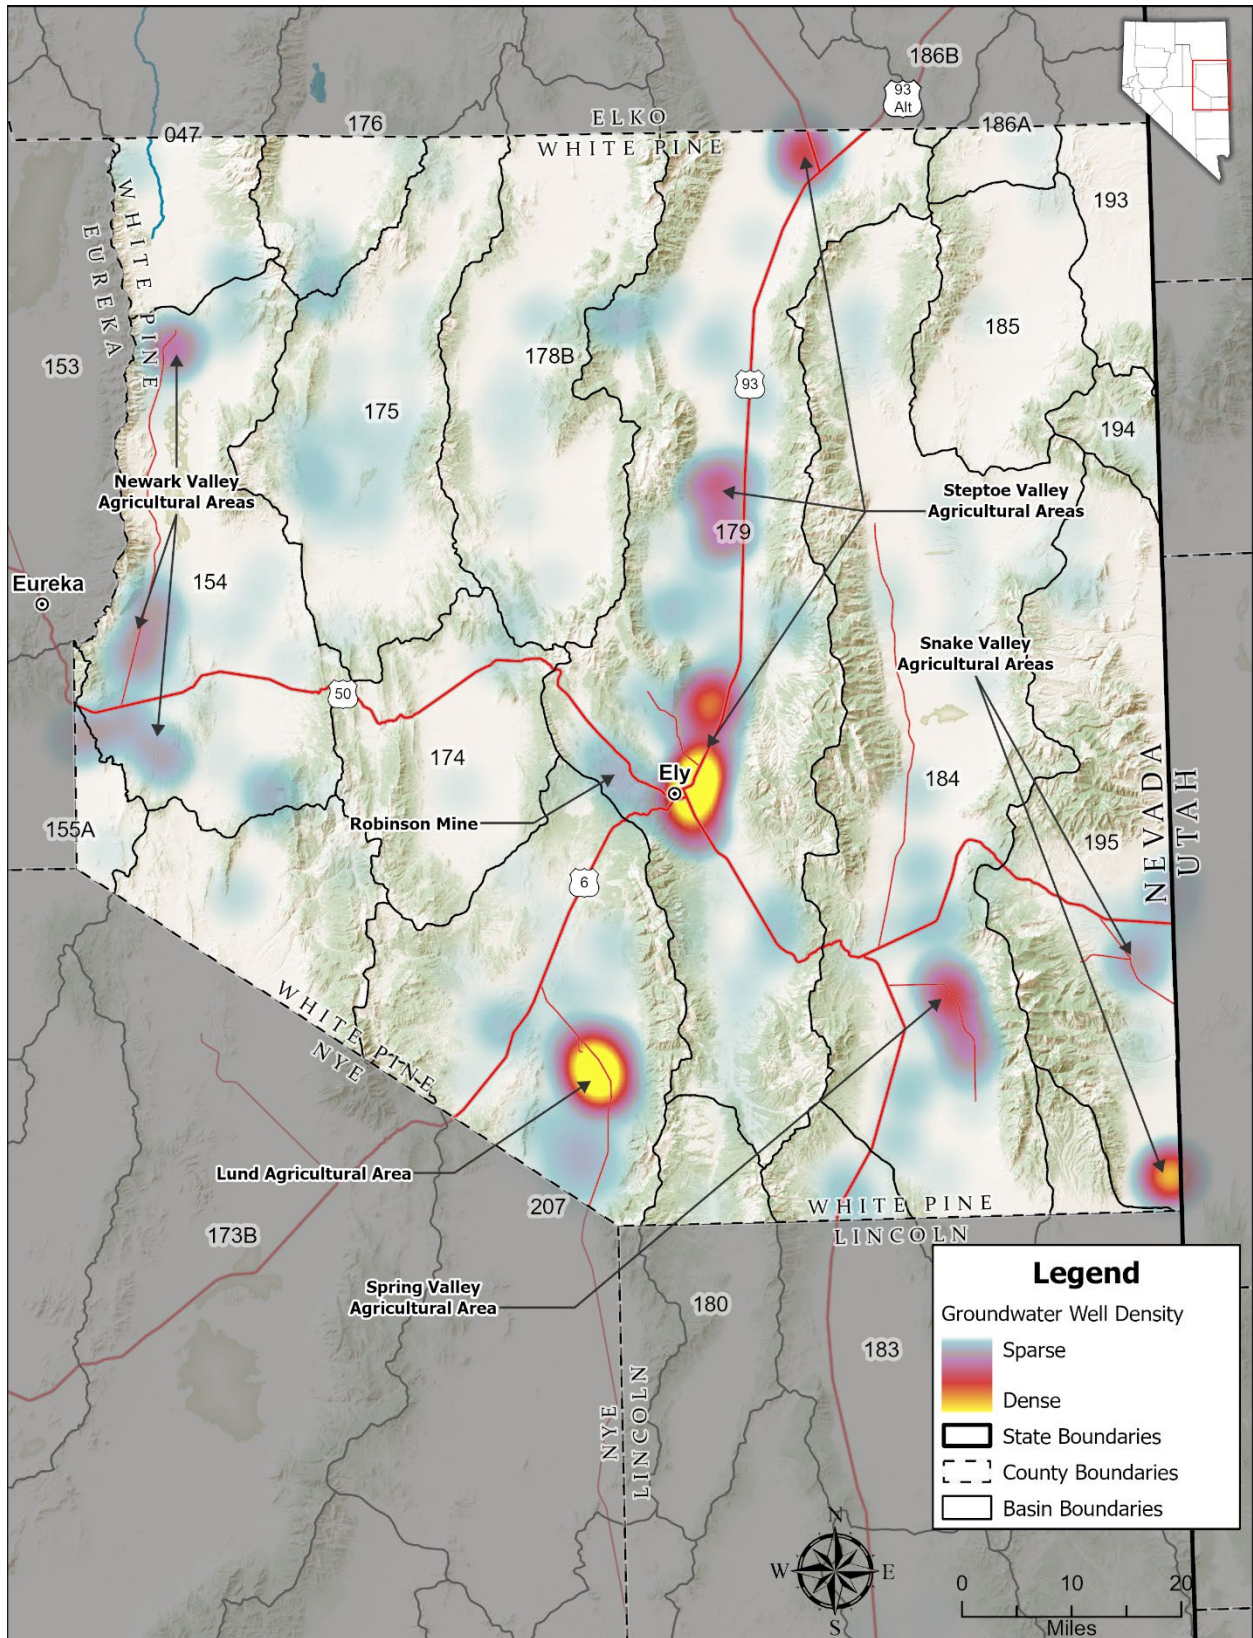 186B
93
Alt
ELKO
WHITE PINE
047
176
186A
193
WHITE PINE
EUREKA
153
185
178B
93
175
194
Newark Valley
Agricultural Areas
Steptoe Valley
Agricultural Areas
179
Eureka
154
Snake Valley
Agricultural Areas
50
174
184
Ely
NEVADA
UTAH
Robinson Mine
155A
195
6
WHITE PINE
NYE
Lund Agricultural Area
207
WHITE PINE
LINCOLN
173B
Spring Valley
Agricultural Area
180
183
NYE
LINCOLN
Legend
Groundwater Well Density
Sparse
Dense
State Boundaries
County Boundaries
Basin Boundaries
N
W
E
S
0
10
20
Miles